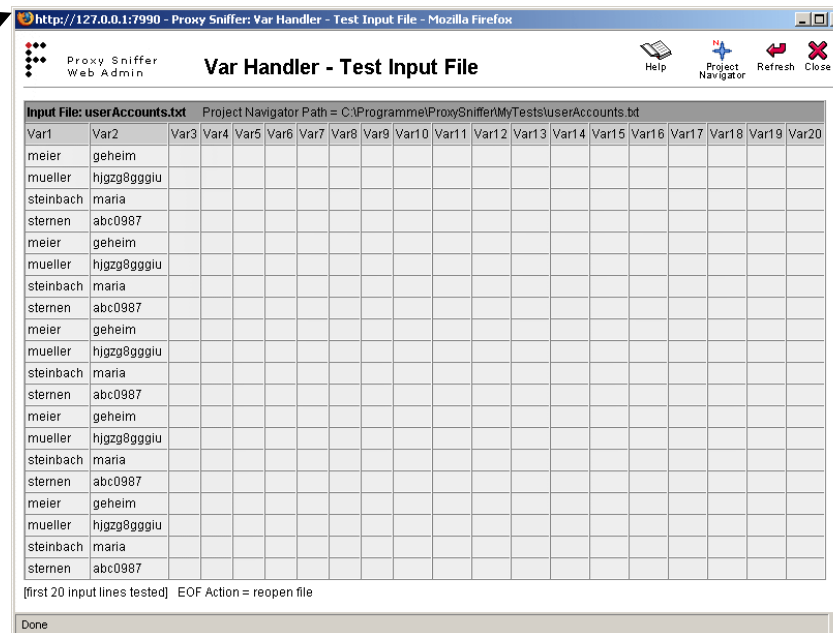 http://127.0.0.1:7990 - Proxy Sniffer: Var Handler - Test Input File - Mozilla Firefox
Proxy Sniffer
Web Admin
Var Handler - Test Input File
Help
Project
Navigator
Refresh
Close
Input File: userAccounts.txt Project Navigator Path = C:\Programme\ProxySniffer\MyTests\userAccounts.txt
Var1 Var2 Var3 Var4 Var5 Var6 Var7 Var8 Var9 Var10 Var11 Var12 Var13 Var14 Var15 Var16 Var17 Var18 Var19 Var20
meier geheim
mueller hjgzg8gggiu
steinbach maria
sternen abc0987
meier geheim
mueller hjgzg8gggiu
steinbach maria
sternen abc0987
meier geheim
mueller hjgzg8gggiu
steinbach maria
sternen abc0987
meier geheim
mueller hjgzg8gggiu
steinbach maria
sternen abc0987
meier geheim
mueller hjgzg8gggiu
steinbach maria
sternen abc0987
[first 20 input lines tested] EOF Action = reopen file
Done